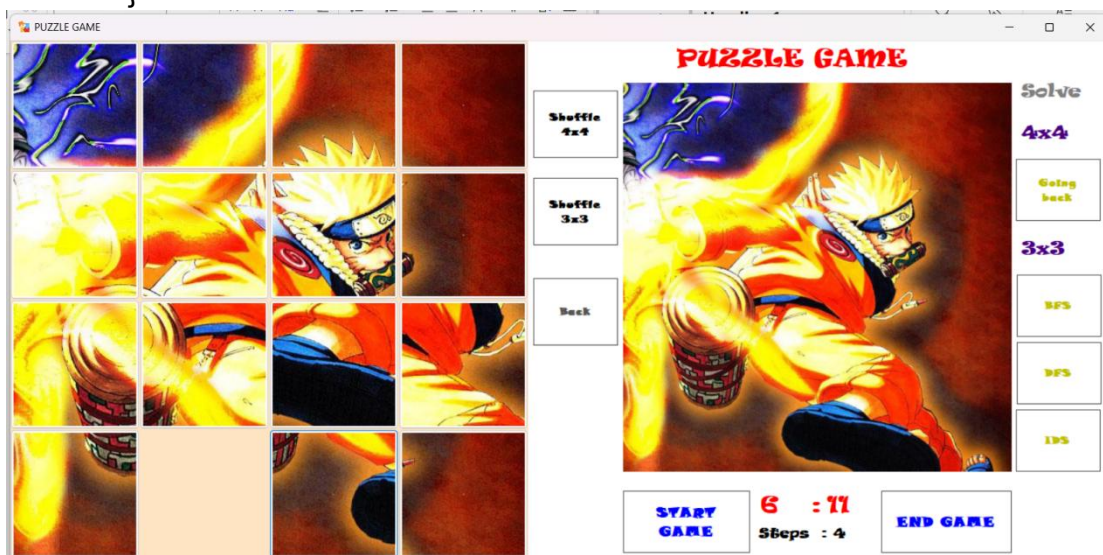 PUZZLE GAME
PUZZLE GAME
Shuffle
4x4
Shuffle
3x3
Back
Solve
4x4
Going
back
3x3
BFS
DFS
IDS
START
GAME
6 : 11
Steps : 4
END GAME